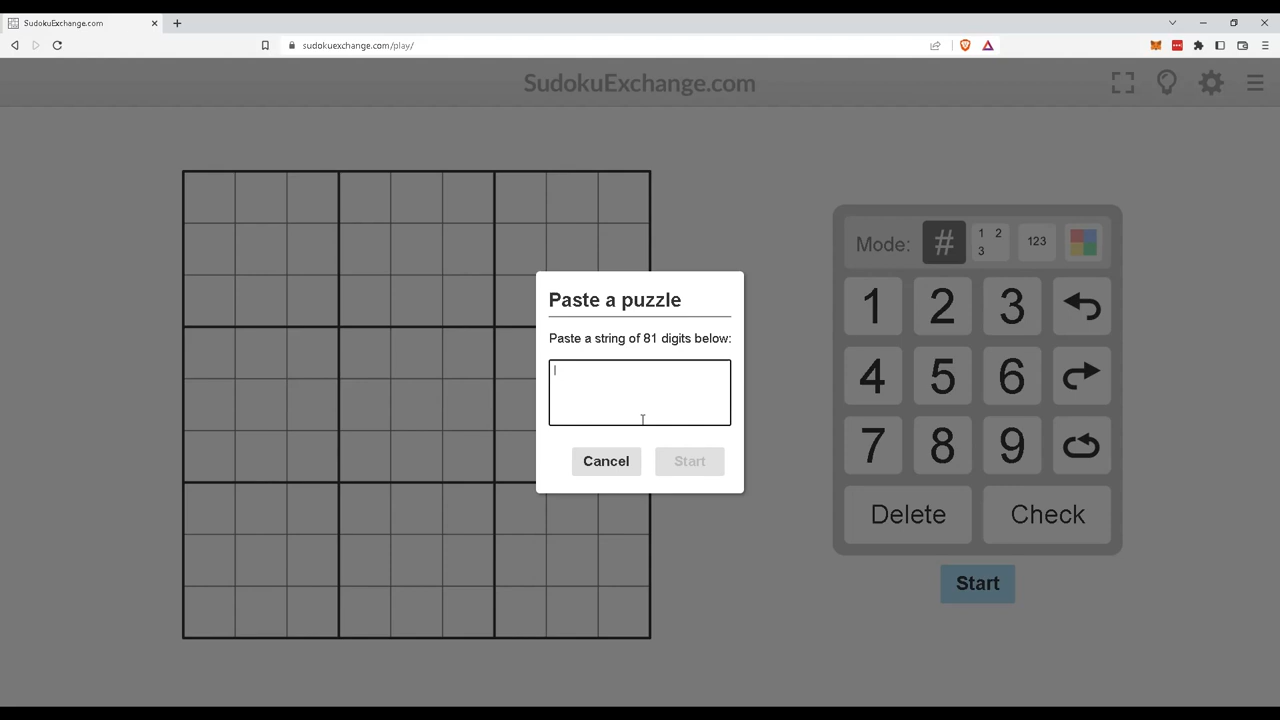 SudokuExchange.com
sudokuexchange.com/play/
SudokuExchange.com
Mode: # 1 2 3 123
1 2 3
4 5 6
7 8 9
Delete Check
Start
Paste a puzzle
Paste a string of 81 digits below:
Cancel Start